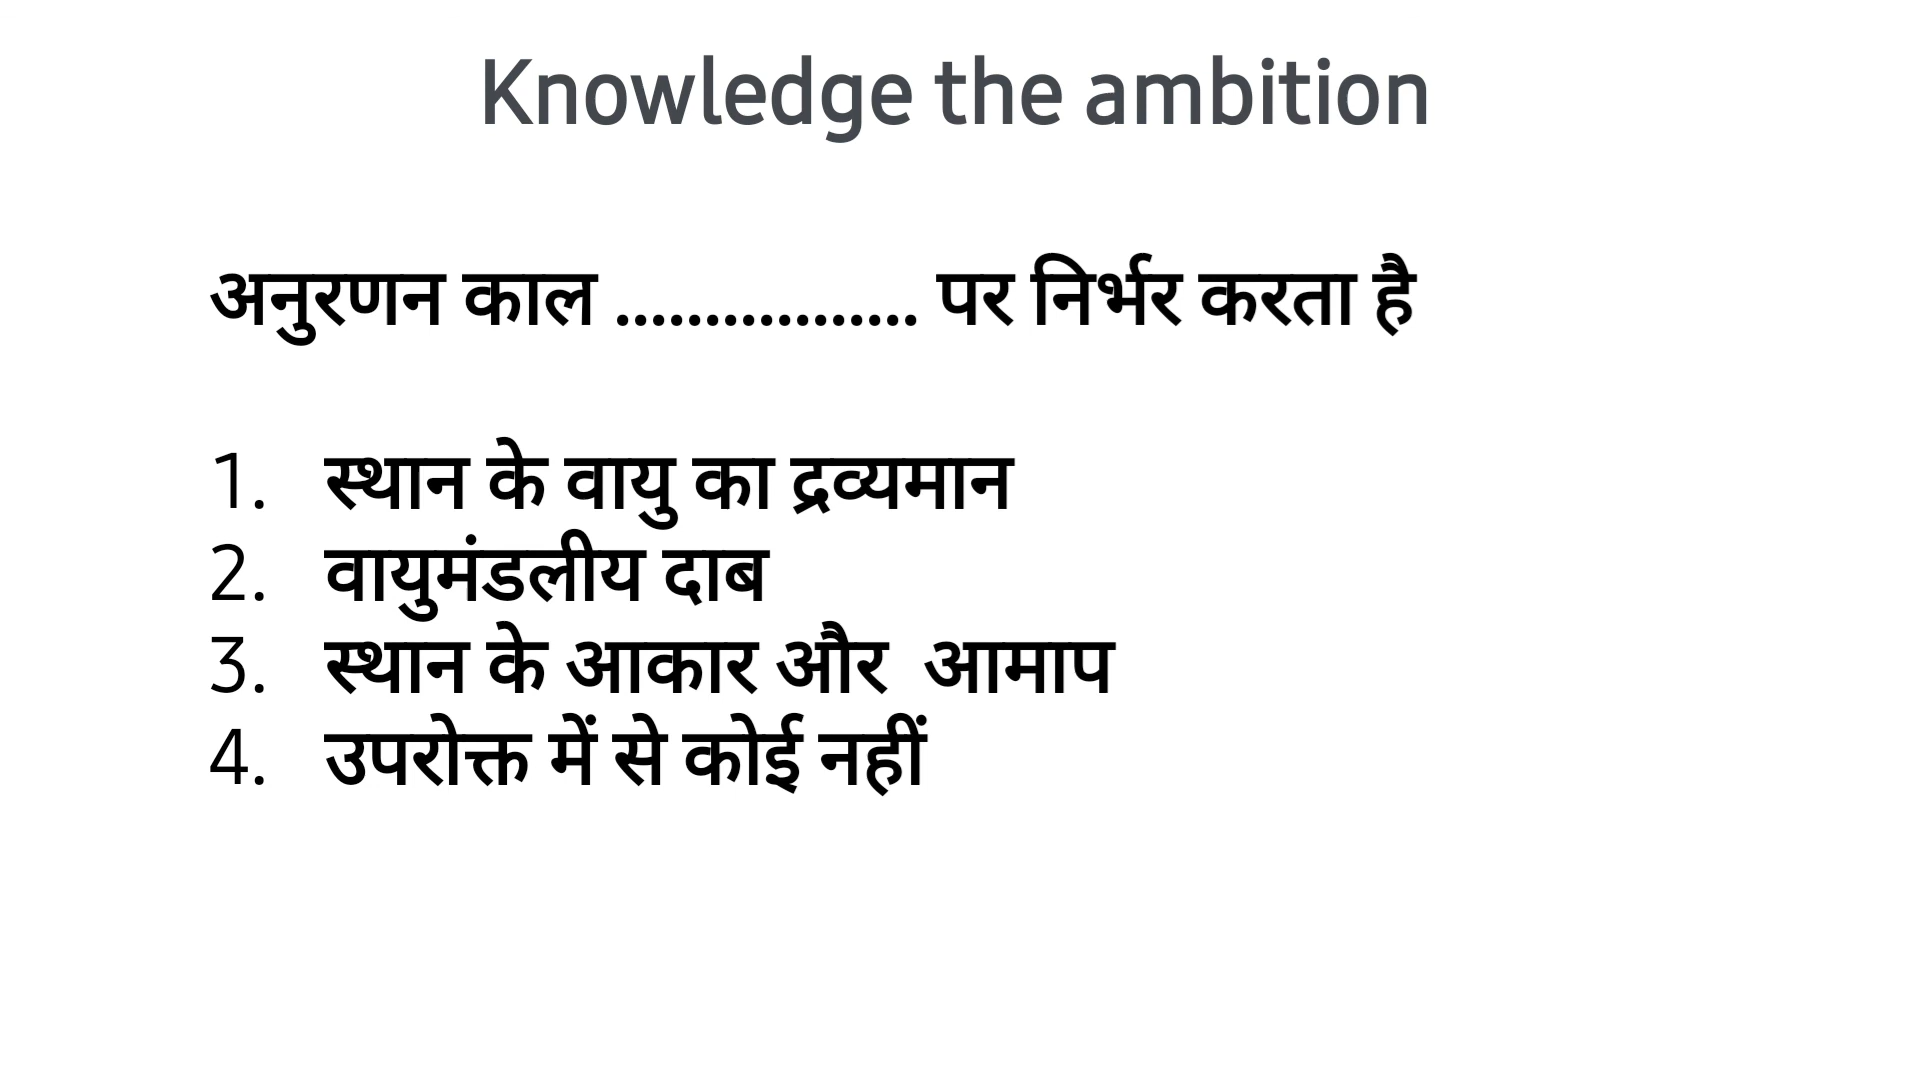 Knowledge the ambition
अनुरणन काल ................. पर निर्भर करता है
1. स्थान के वायु का द्रव्यमान
2. वायुमंडलीय दाब
3. स्थान के आकार और आमाप
4. उपरोक्त में से कोई नहीं